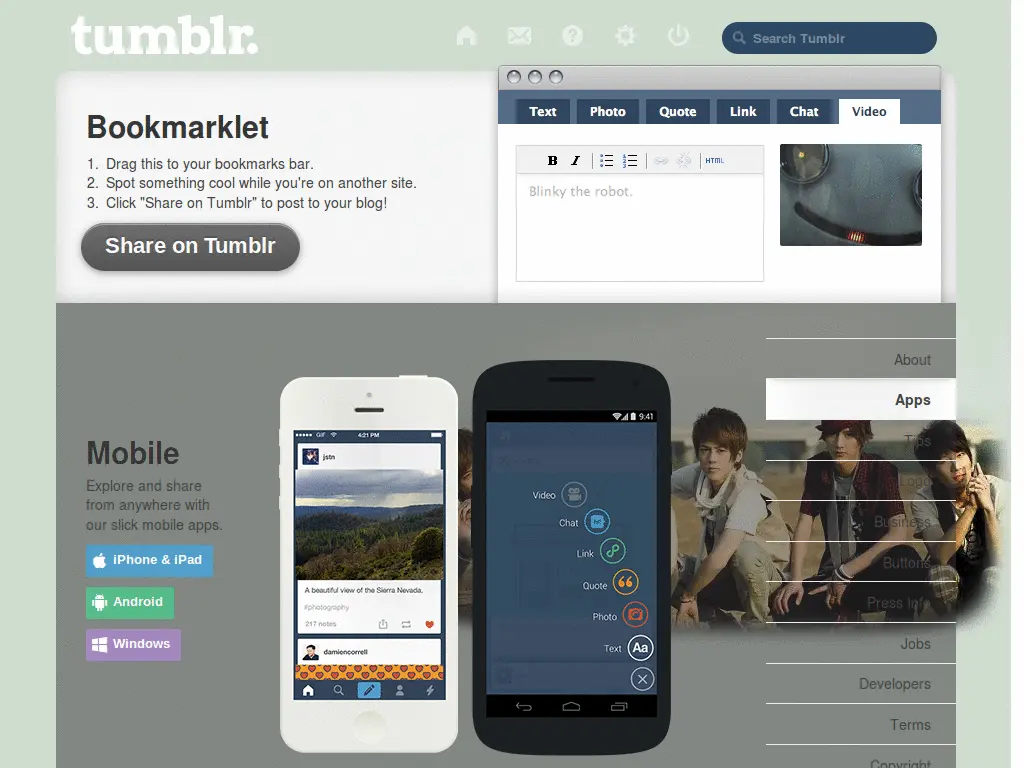 tumblr.
Search Tumblr
Bookmarklet
1. Drag this to your bookmarks bar.
2. Spot something cool while you're on another site.
3. Click "Share on Tumblr" to post to your blog!
Share on Tumblr
Text Photo Quote Link Chat Video
B I HTML
Blinky the robot.
About
Apps
Tips
Logo
Business
Buttons
Press Info
Jobs
Developers
Terms
Copyright
Mobile
Explore and share
from anywhere with
our slick mobile apps.
iPhone & iPad
Android
Windows
GIF 4:21 PM
jstn
A beautiful view of the Sierra Nevada.
#photography
217 notes
damiencorrell
9:41
Video
Chat
Link
Quote
Photo
Text Aa